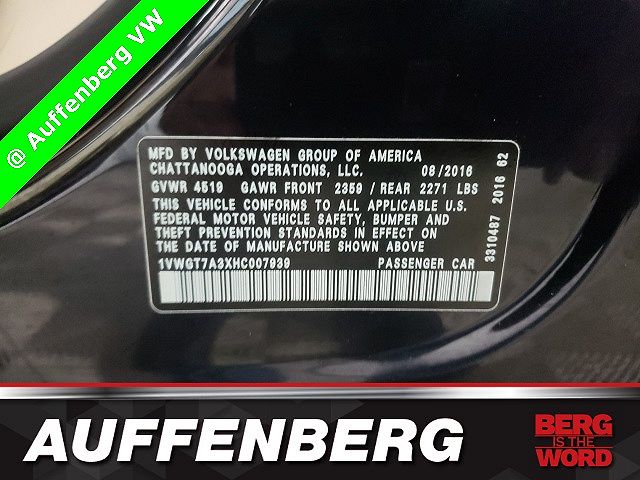 @ Auffenberg VW
MFD BY VOLKSWAGEN GROUP OF AMERICA
CHATTANOOGA OPERATIONS, LLC. 08/2016
GVWR 4519 GAWR FRONT 2359 / REAR 2271 LBS
THIS VEHICLE CONFORMS TO ALL APPLICABLE U.S.
FEDERAL MOTOR VEHICLE SAFETY, BUMPER AND
THEFT PREVENTION STANDARDS IN EFFECT ON
THE DATE OF MANUFACTURE SHOWN ABOVE
1VWGT7A3XHC007939 PASSENGER CAR
3310487 2016 62
AUFFENBERG
BERG
IS THE
WORD